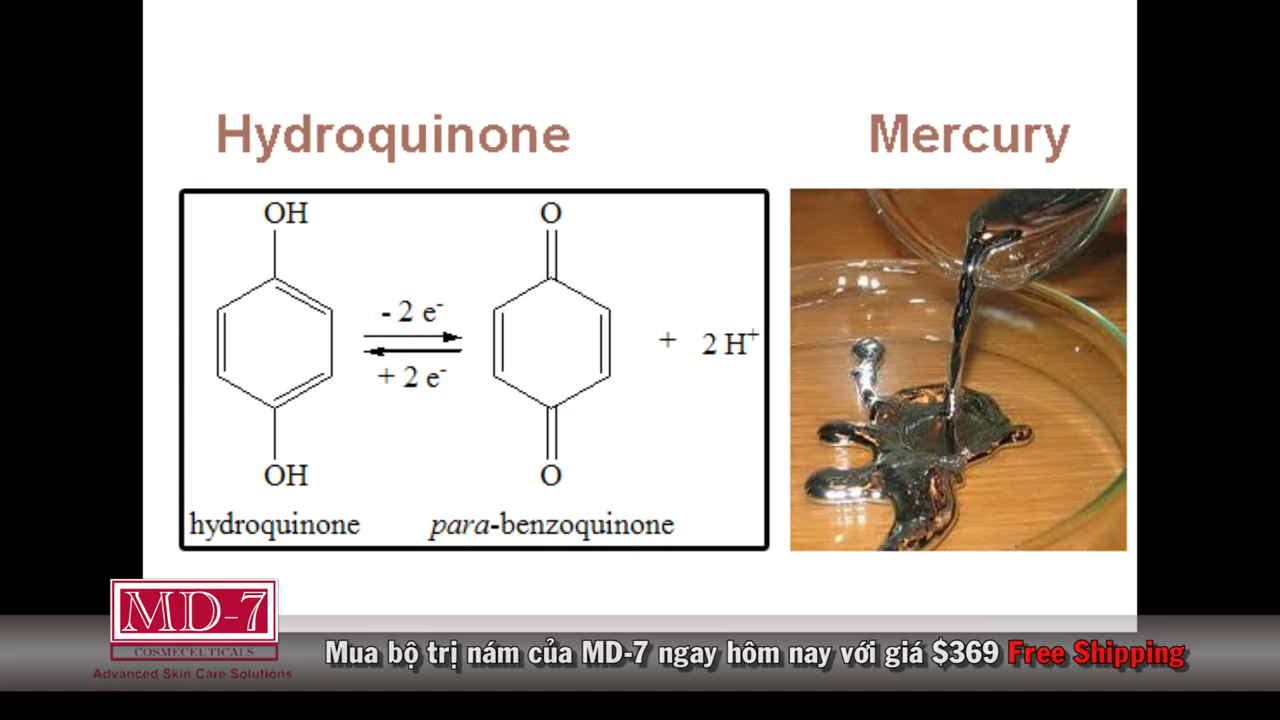 Hydroquinone
Mercury
OH
O
- 2 e⁻
+ 2 e⁻
+ 2 H⁺
OH
O
hydroquinone
para-benzoquinone
MD-7
COSMECEUTICALS
Advanced Skin Care Solutions
Mua bộ trị nám của MD-7 ngay hôm nay với giá $369 Free Shipping